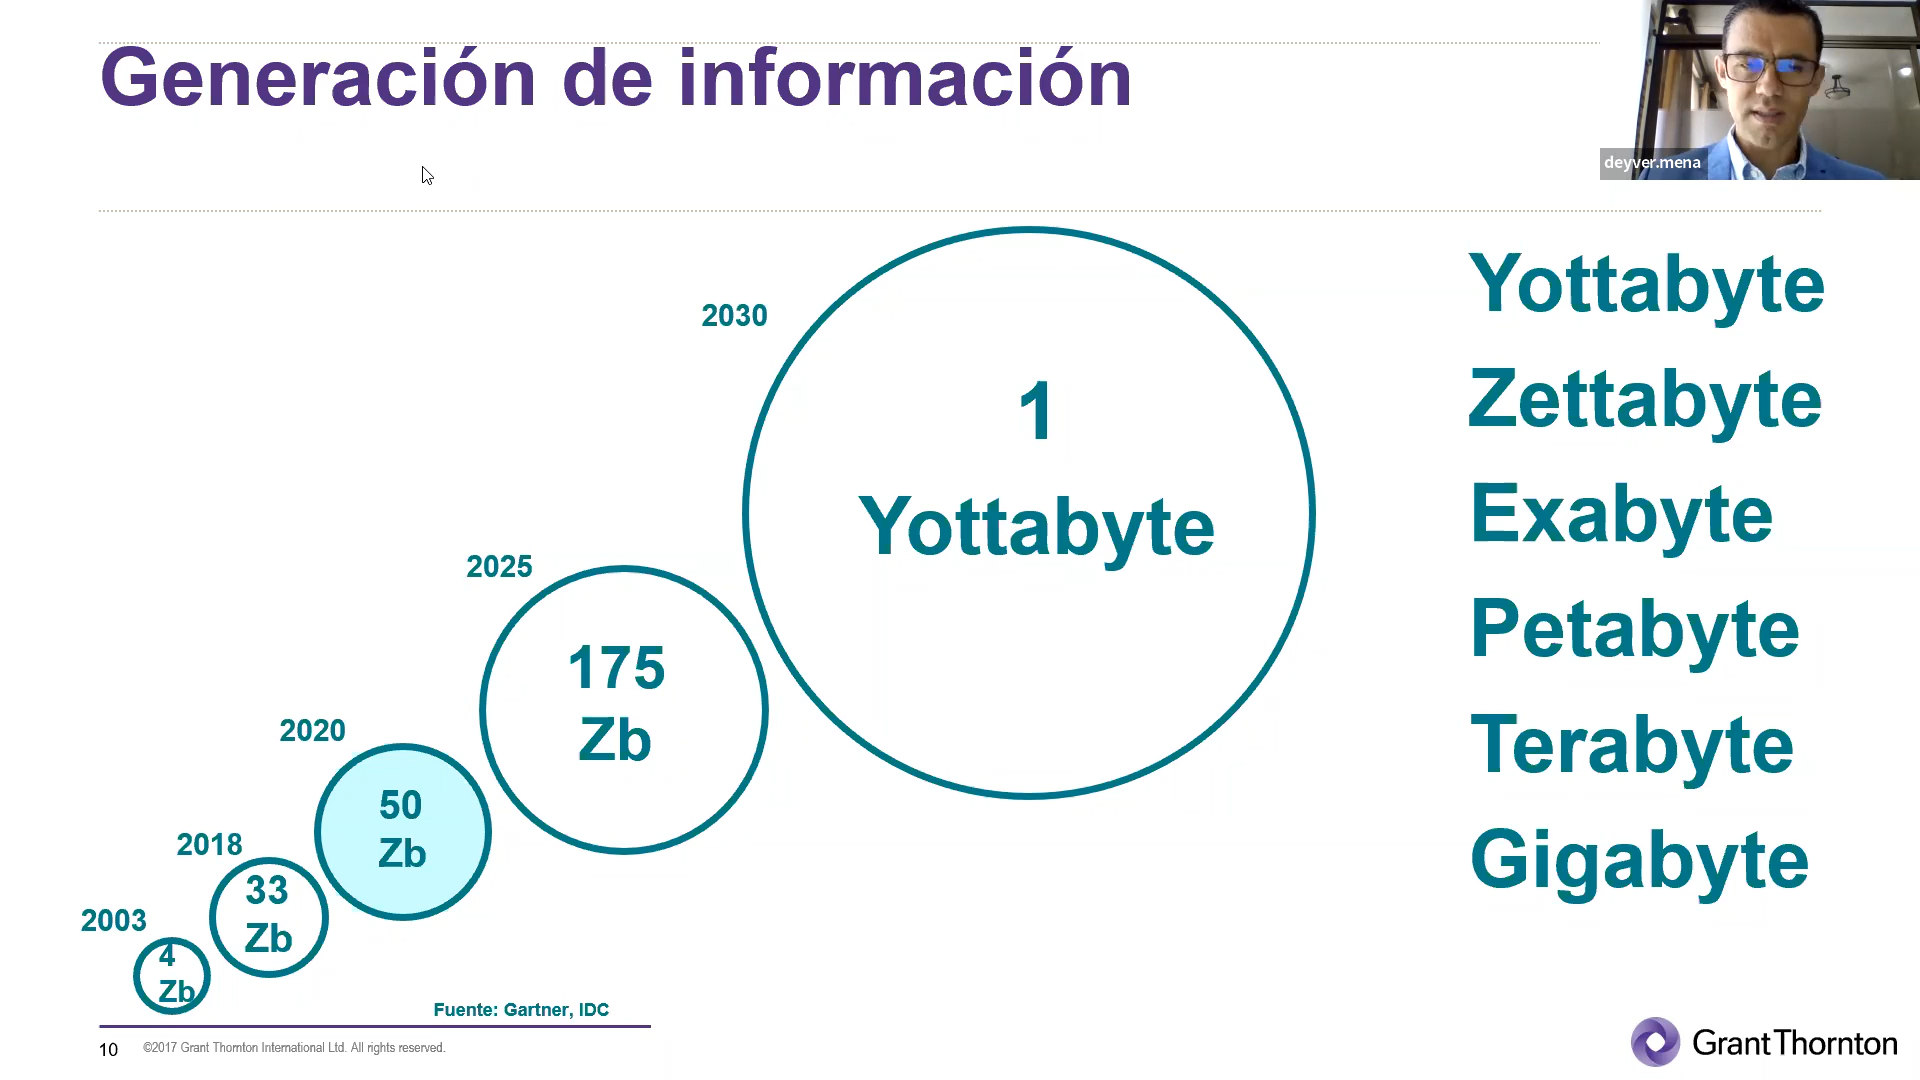 Generación de información
deyver.mena
2030
1
Yottabyte
2025
175
Zb
2020
50
Zb
2018
33
Zb
2003
4
Zb
Yottabyte
Zettabyte
Exabyte
Petabyte
Terabyte
Gigabyte
Fuente: Gartner, IDC
10
©2017 Grant Thornton International Ltd. All rights reserved.
Grant Thornton